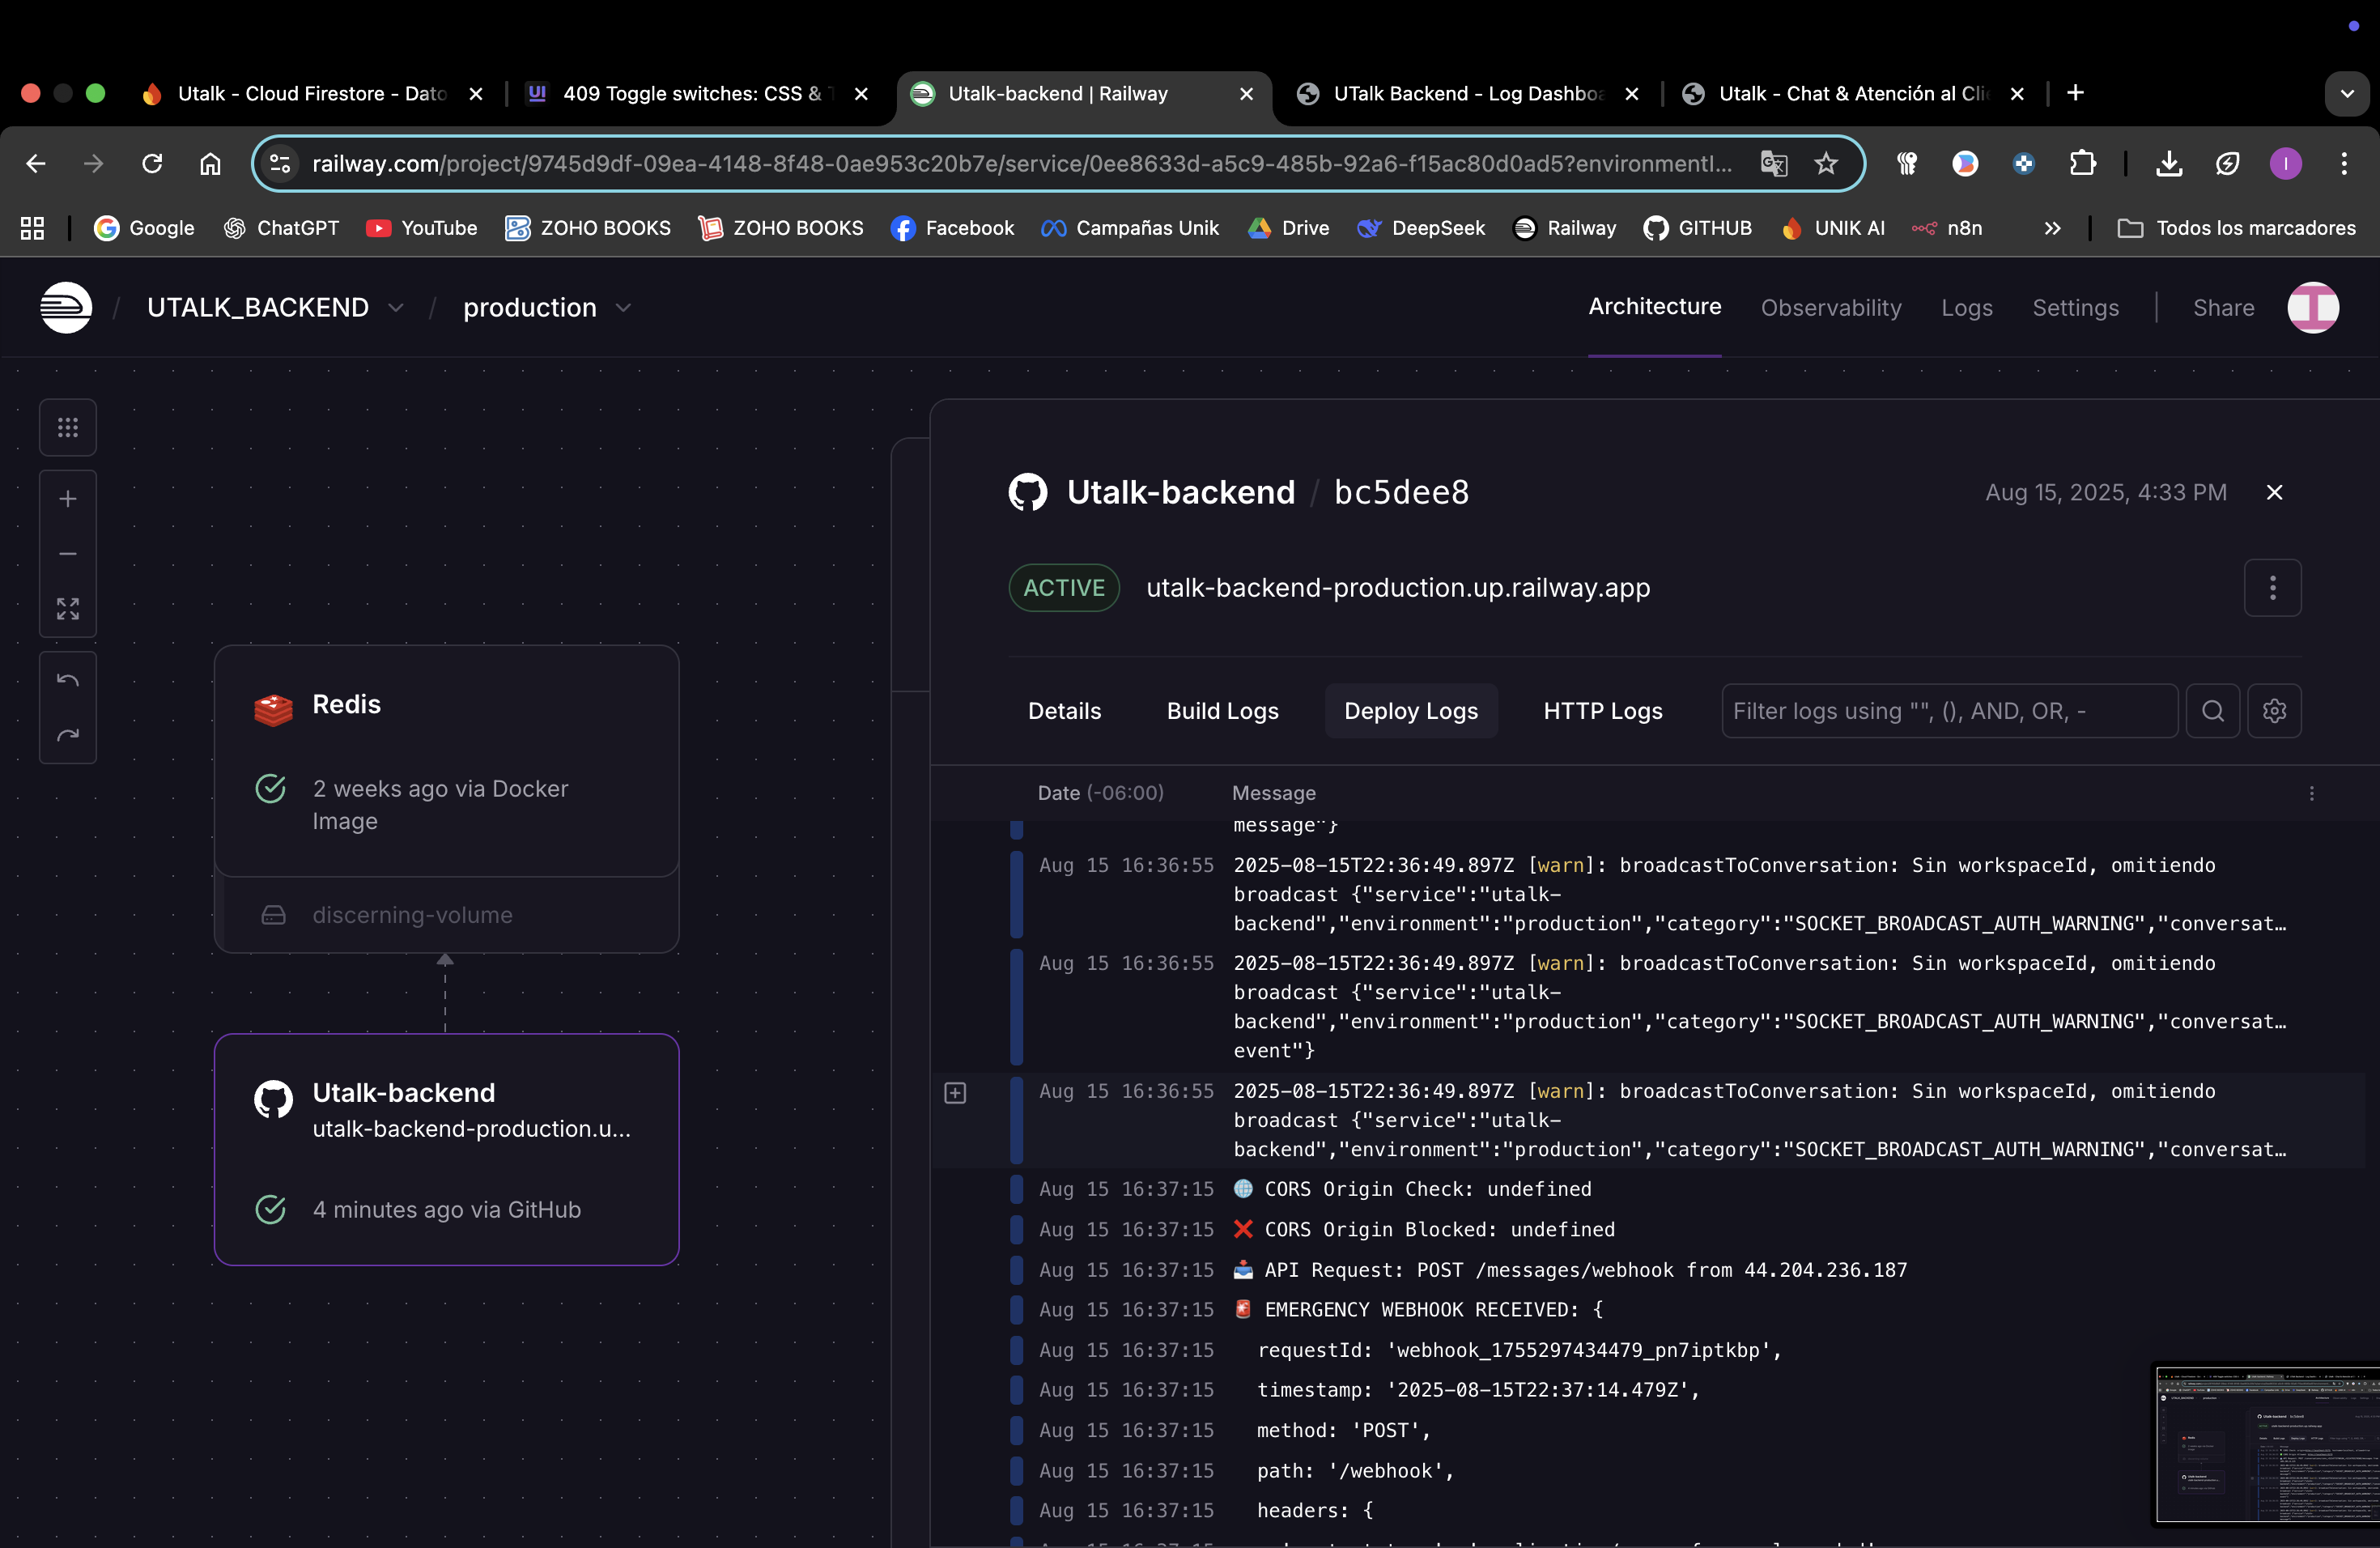 Utalk - Cloud Firestore - Dato
409 Toggle switches: CSS & T
Utalk-backend | Railway
UTalk Backend - Log Dashboa
Utalk - Chat & Atención al Clie
railway.com/project/9745d9df-09ea-4148-8f48-0ae953c20b7e/service/0ee8633d-a5c9-485b-92a6-f15ac80d0ad5?environmentI...
I
Google
ChatGPT
YouTube
ZOHO BOOKS
ZOHO BOOKS
Facebook
Campañas Unik
Drive
DeepSeek
Railway
GITHUB
UNIK AI
n8n
Todos los marcadores
/ UTALK_BACKEND / production
Architecture
Observability
Logs
Settings
Share
Utalk-backend / bc5dee8
Aug 15, 2025, 4:33 PM
ACTIVE
utalk-backend-production.up.railway.app
Redis
2 weeks ago via Docker
Image
discerning-volume
Utalk-backend
utalk-backend-production.u...
4 minutes ago via GitHub
Details
Build Logs
Deploy Logs
HTTP Logs
Filter logs using "", (), AND, OR, -
Date (-06:00) Message
message"}
Aug 15 16:36:55 2025-08-15T22:36:49.897Z [warn]: broadcastToConversation: Sin workspaceId, omitiendo
broadcast {"service":"utalk-
backend","environment":"production","category":"SOCKET_BROADCAST_AUTH_WARNING","conversat…
Aug 15 16:36:55 2025-08-15T22:36:49.897Z [warn]: broadcastToConversation: Sin workspaceId, omitiendo
broadcast {"service":"utalk-
backend","environment":"production","category":"SOCKET_BROADCAST_AUTH_WARNING","conversat…
event"}
Aug 15 16:36:55 2025-08-15T22:36:49.897Z [warn]: broadcastToConversation: Sin workspaceId, omitiendo
broadcast {"service":"utalk-
backend","environment":"production","category":"SOCKET_BROADCAST_AUTH_WARNING","conversat…
Aug 15 16:37:15 🌐 CORS Origin Check: undefined
Aug 15 16:37:15 ❌ CORS Origin Blocked: undefined
Aug 15 16:37:15 📥 API Request: POST /messages/webhook from 44.204.236.187
Aug 15 16:37:15 🚨 EMERGENCY WEBHOOK RECEIVED: {
Aug 15 16:37:15 requestId: 'webhook_1755297434479_pn7iptkbp',
Aug 15 16:37:15 timestamp: '2025-08-15T22:37:14.479Z',
Aug 15 16:37:15 method: 'POST',
Aug 15 16:37:15 path: '/webhook',
Aug 15 16:37:15 headers: {